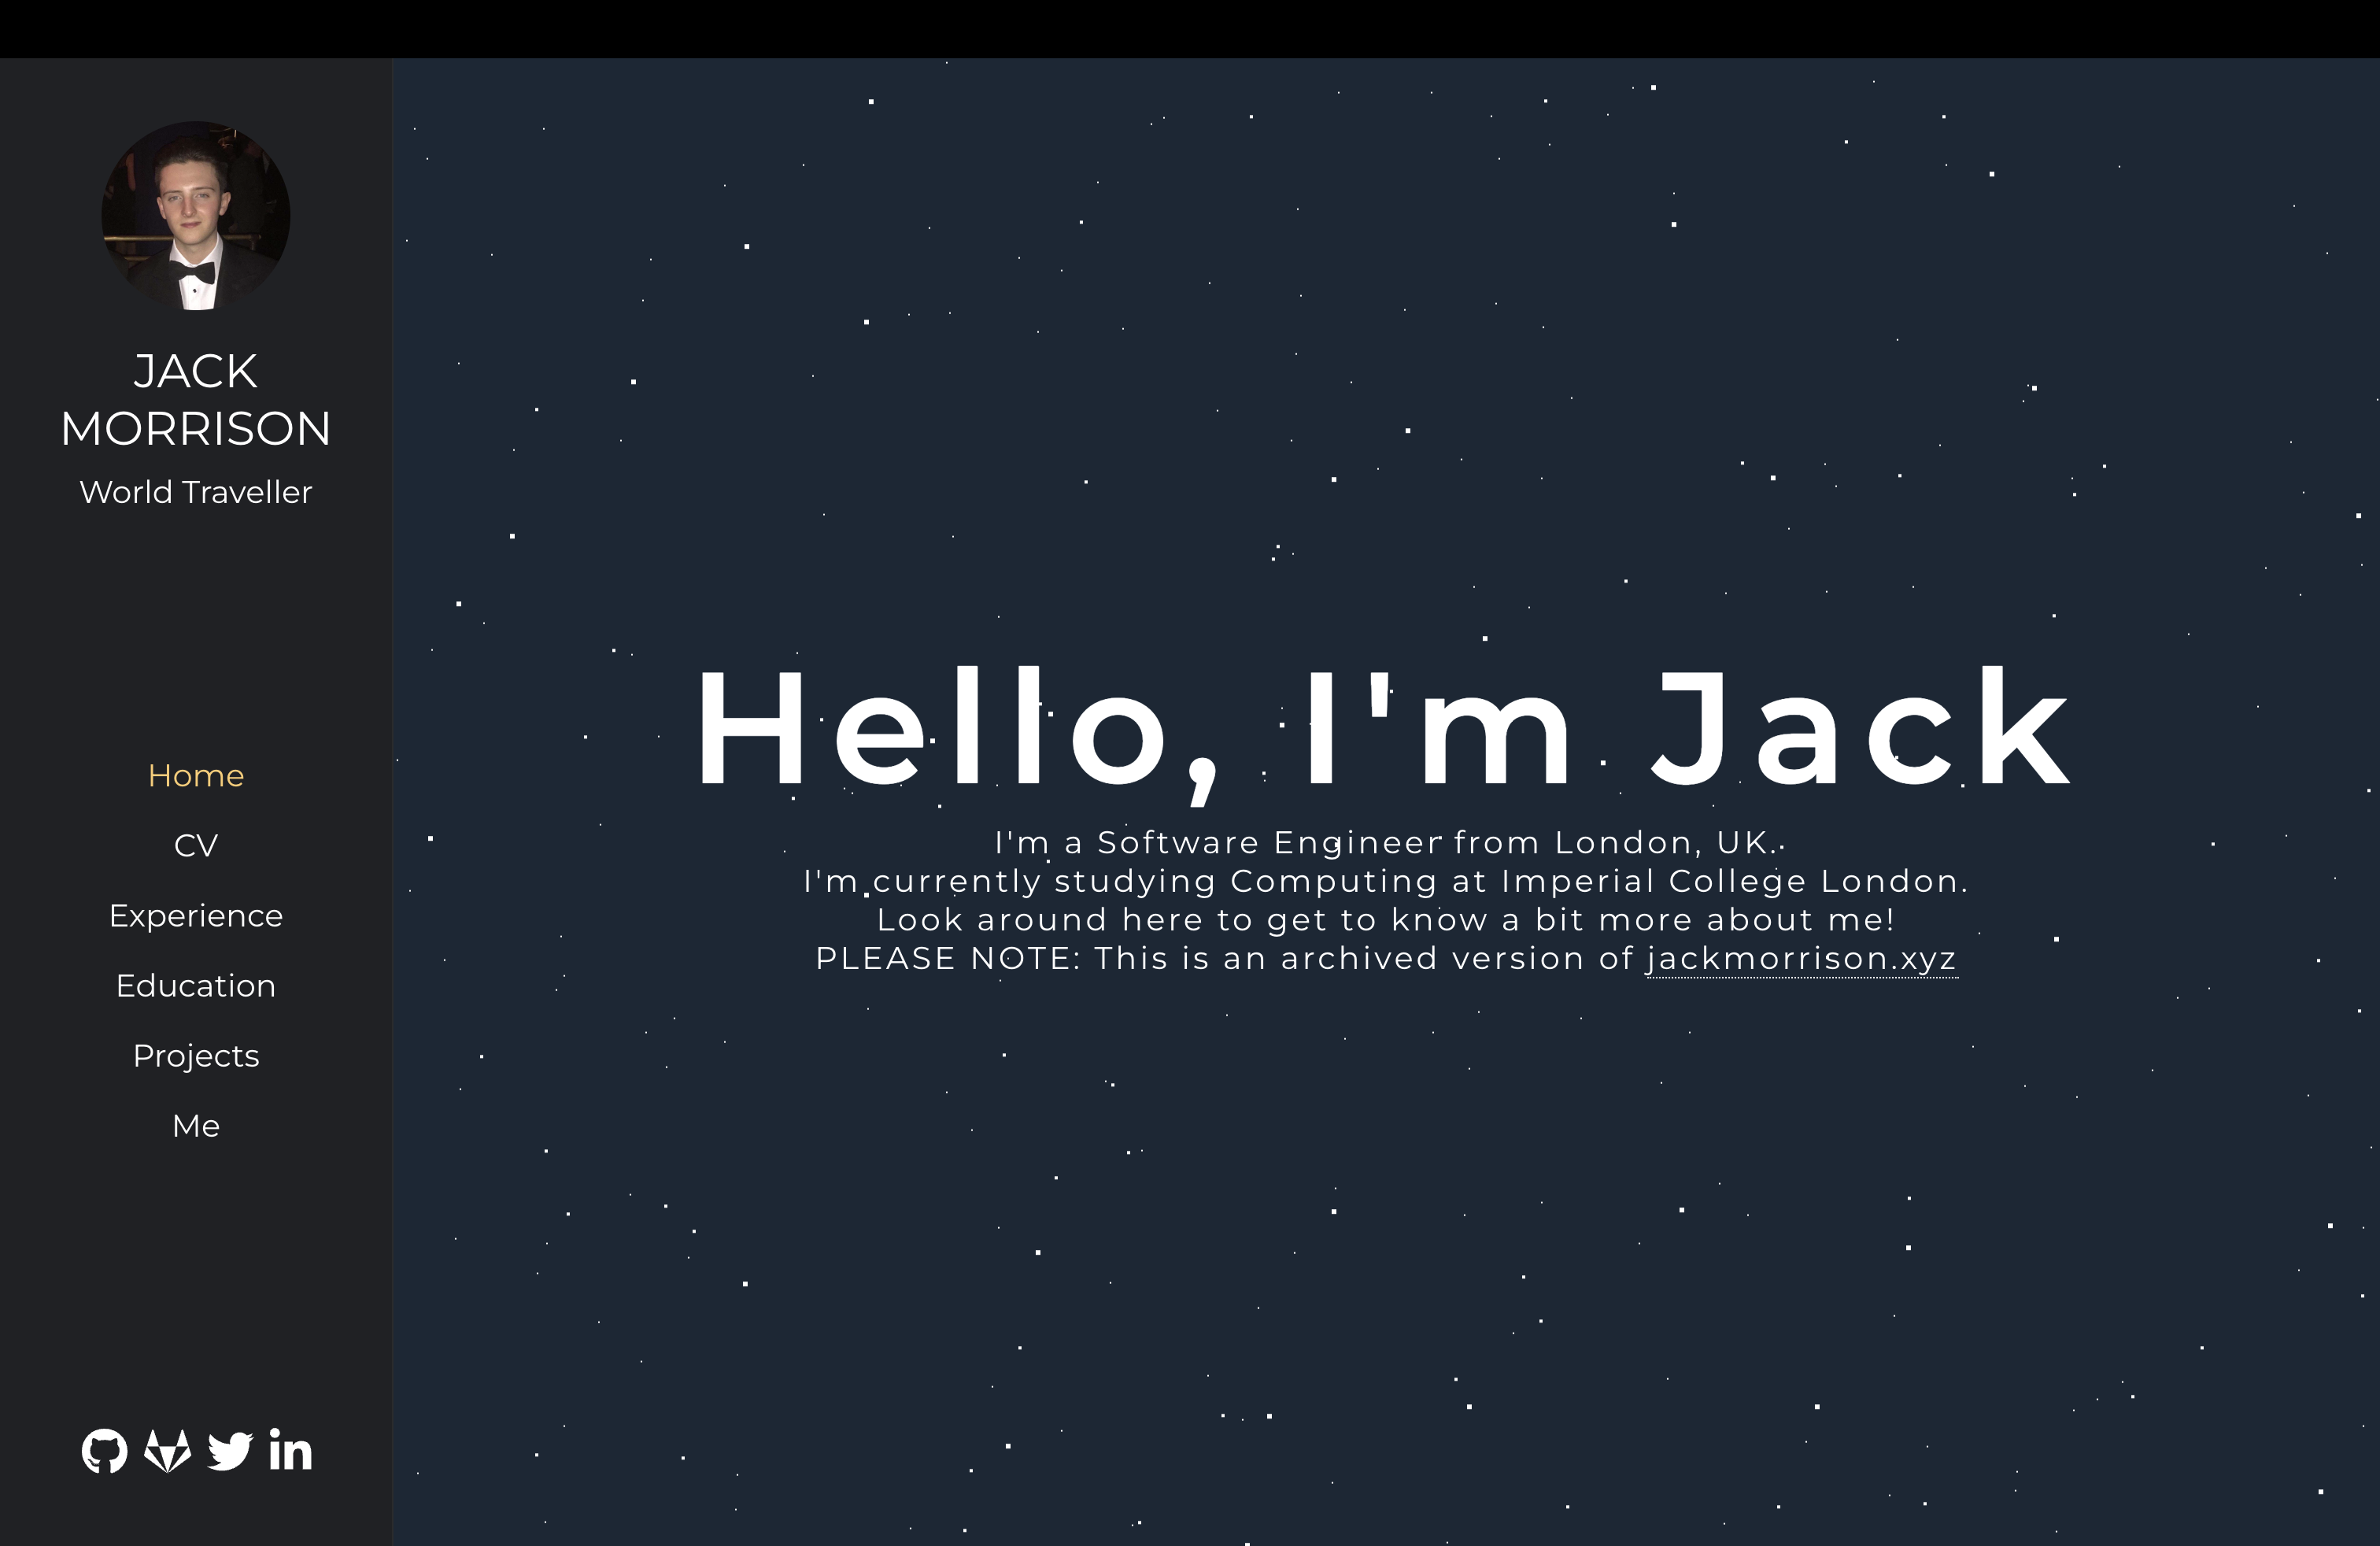 JACK
MORRISON
World Traveller
Home
CV
Experience
Education
Projects
Me
in
Hello, I'm Jack
I'm a Software Engineer from London, UK.
I'm currently studying Computing at Imperial College London.
Look around here to get to know a bit more about me!
PLEASE NOTE: This is an archived version of jackmorrison.xyz